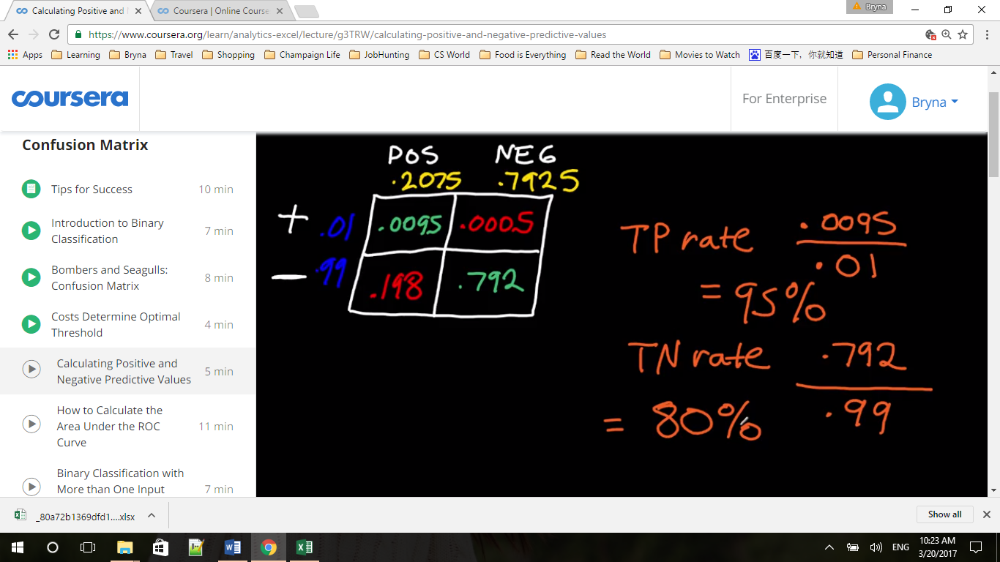 Calculating Positive and
Coursera | Online Course
Bryna
https://www.coursera.org/learn/analytics-excel/lecture/g3TRW/calculating-positive-and-negative-predictive-values
Apps Learning Bryna Travel Shopping Champaign Life JobHunting CS World Food is Everything Read the World Movies to Watch 百度一下，你就知道 Personal Finance
coursera
For Enterprise
Bryna
Confusion Matrix
Tips for Success 10 min
Introduction to Binary
Classification 7 min
Bombers and Seagulls:
Confusion Matrix 8 min
Costs Determine Optimal
Threshold 4 min
Calculating Positive and
Negative Predictive Values 5 min
How to Calculate the
Area Under the ROC
Curve 11 min
Binary Classification with
More than One Input 7 min
POS NEG
.2075 .7925
+ .01 .0095 .0005
− .99 .198 .792
TP rate .0095
.01
= 95%
TN rate .792
.99
= 80%
_80a72b1369dfd1....xlsx
Show all
ENG
10:23 AM
3/20/2017